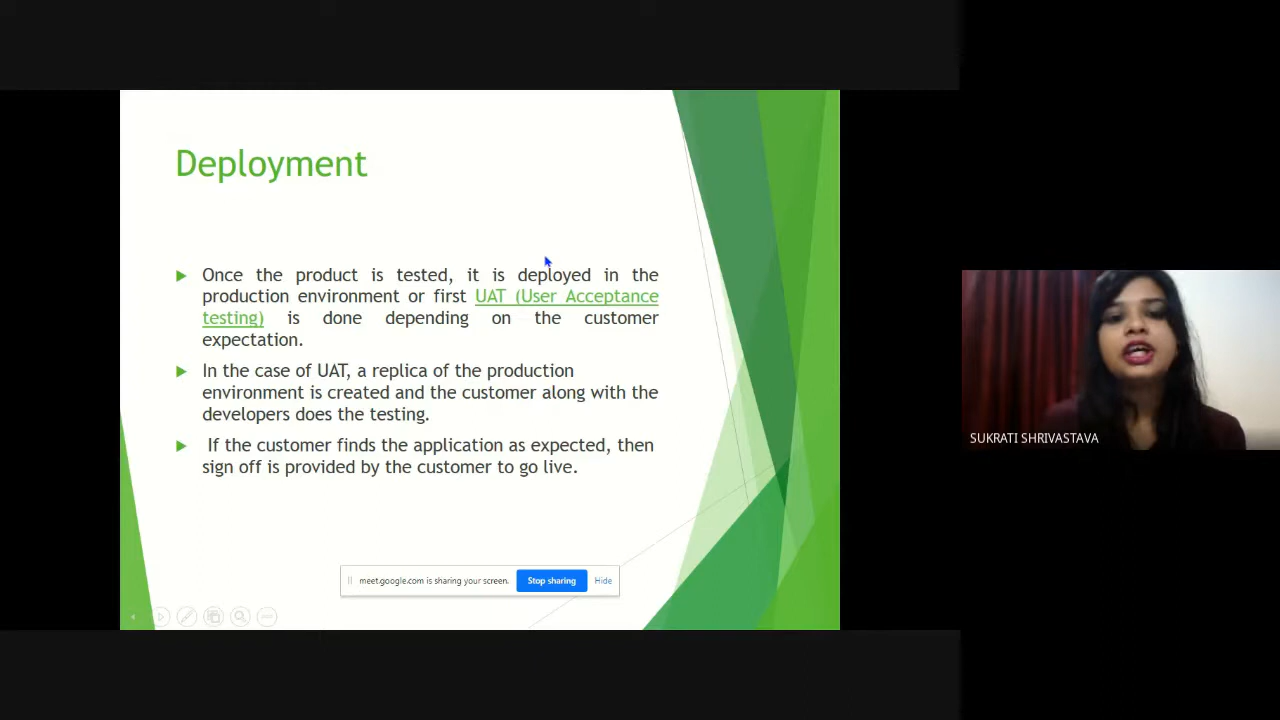 Deployment
Once the product is tested, it is deployed in the
production environment or first UAT (User Acceptance
testing) is done depending on the customer
expectation.
In the case of UAT, a replica of the production
environment is created and the customer along with the
developers does the testing.
If the customer finds the application as expected, then
sign off is provided by the customer to go live.
meet.google.com is sharing your screen. Stop sharing Hide
SUKRATI SHRIVASTAVA